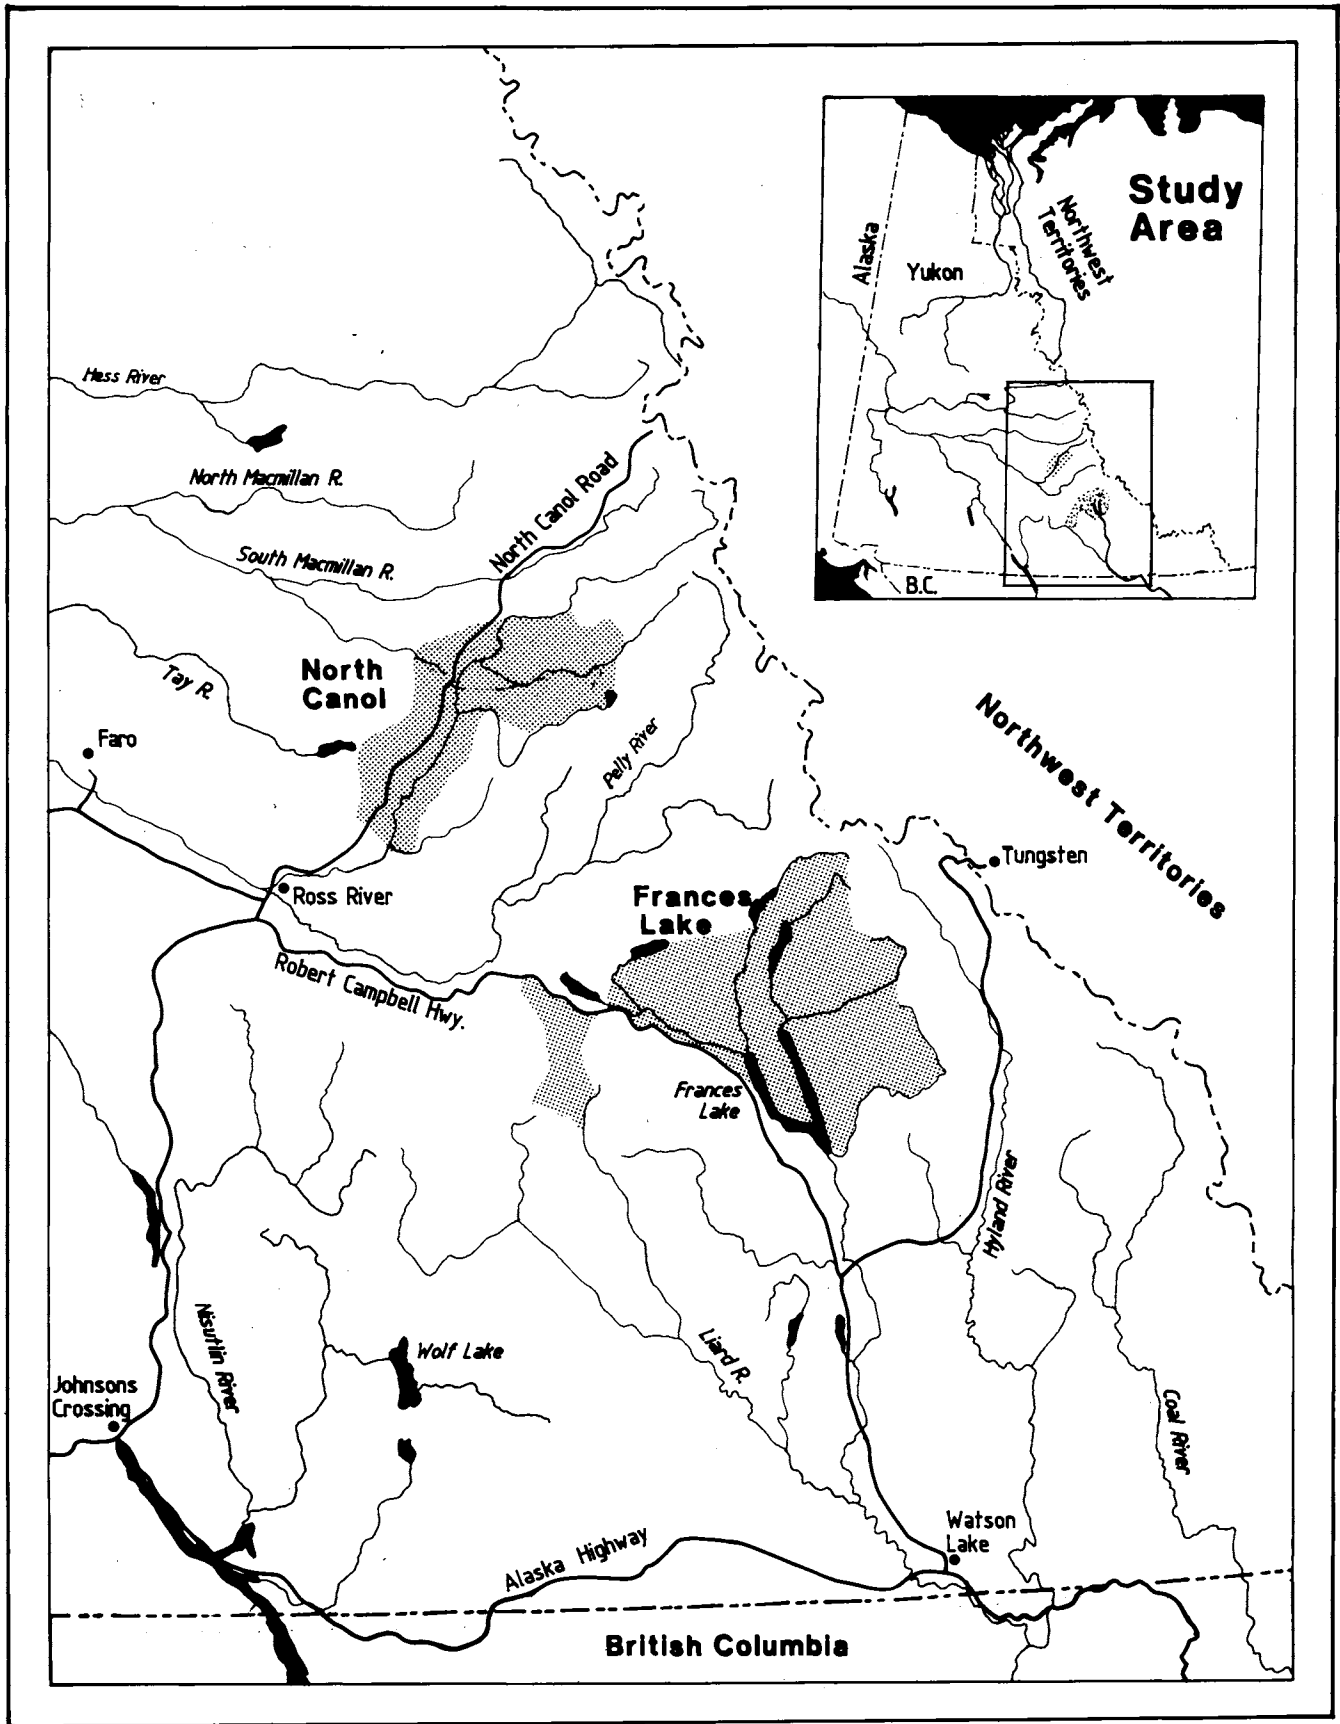 Study
Area
Northwest
Territories
Alaska
Yukon
B.C.
Hess River
North Macmillan R.
North Canol Road
South Macmillan R.
North
Canol
Tay R.
Faro
Pelly River
Northwest Territories
Tungsten
Ross River
Frances
Lake
Robert Campbell Hwy.
Frances
Lake
Hyland River
Nisutlin River
Wolf Lake
Liard R.
Johnsons
Crossing
Coal River
Watson
Lake
Alaska Highway
British Columbia